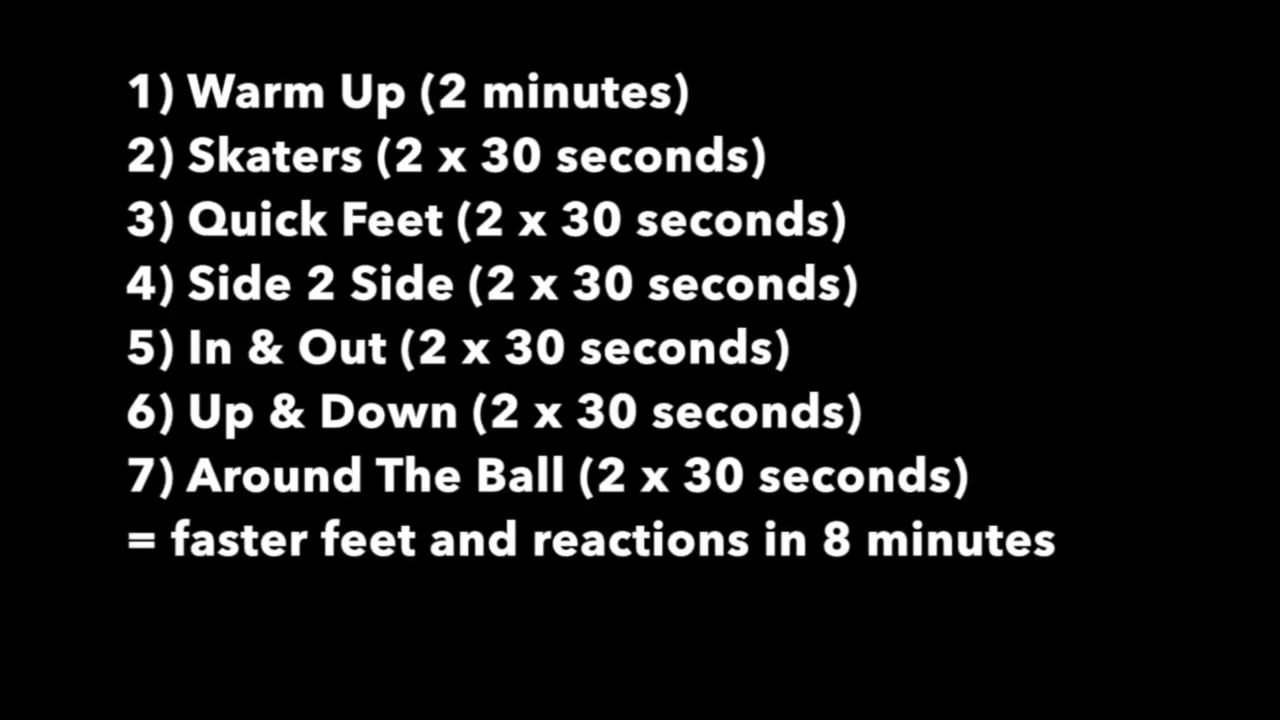 1) Warm Up (2 minutes)
2) Skaters (2 x 30 seconds)
3) Quick Feet (2 x 30 seconds)
4) Side 2 Side (2 x 30 seconds)
5) In & Out (2 x 30 seconds)
6) Up & Down (2 x 30 seconds)
7) Around The Ball (2 x 30 seconds)
= faster feet and reactions in 8 minutes